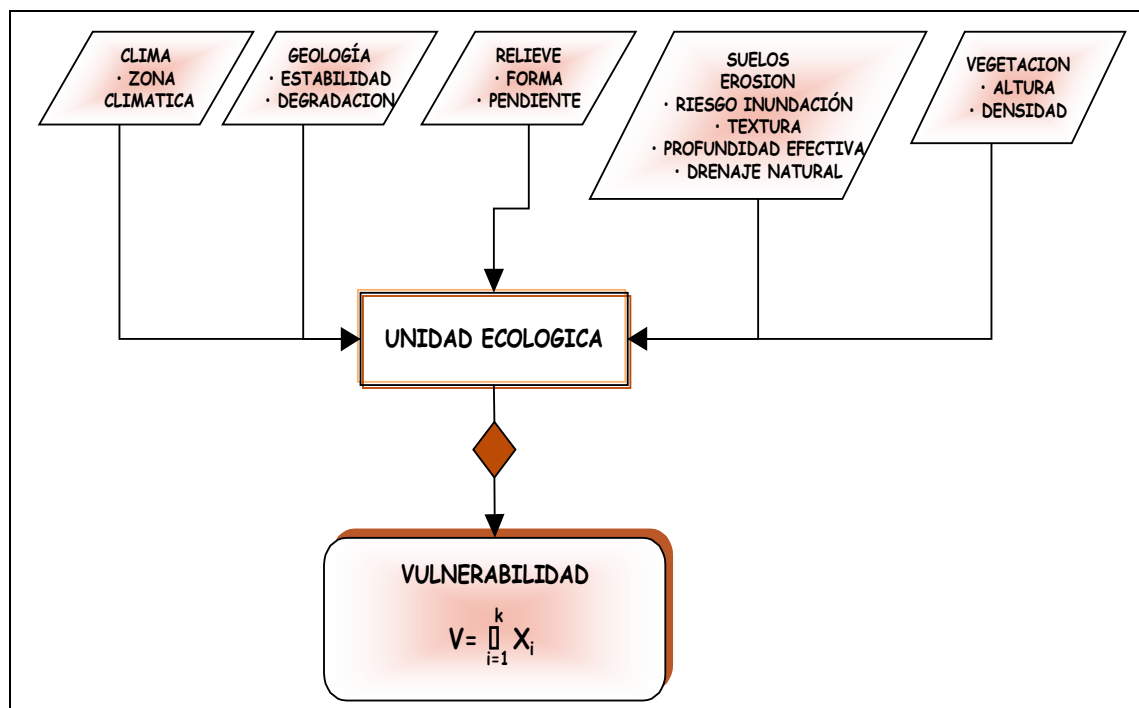 CLIMA
· ZONA
CLIMATICA
GEOLOGÍA
· ESTABILIDAD
· DEGRADACION
RELIEVE
· FORMA
· PENDIENTE
SUELOS
EROSION
· RIESGO INUNDACIÓN
· TEXTURA
· PROFUNDIDAD EFECTIVA
· DRENAJE NATURAL
VEGETACION
· ALTURA
· DENSIDAD
UNIDAD ECOLOGICA
VULNERABILIDAD
k
V= ▯ Xi
i=1